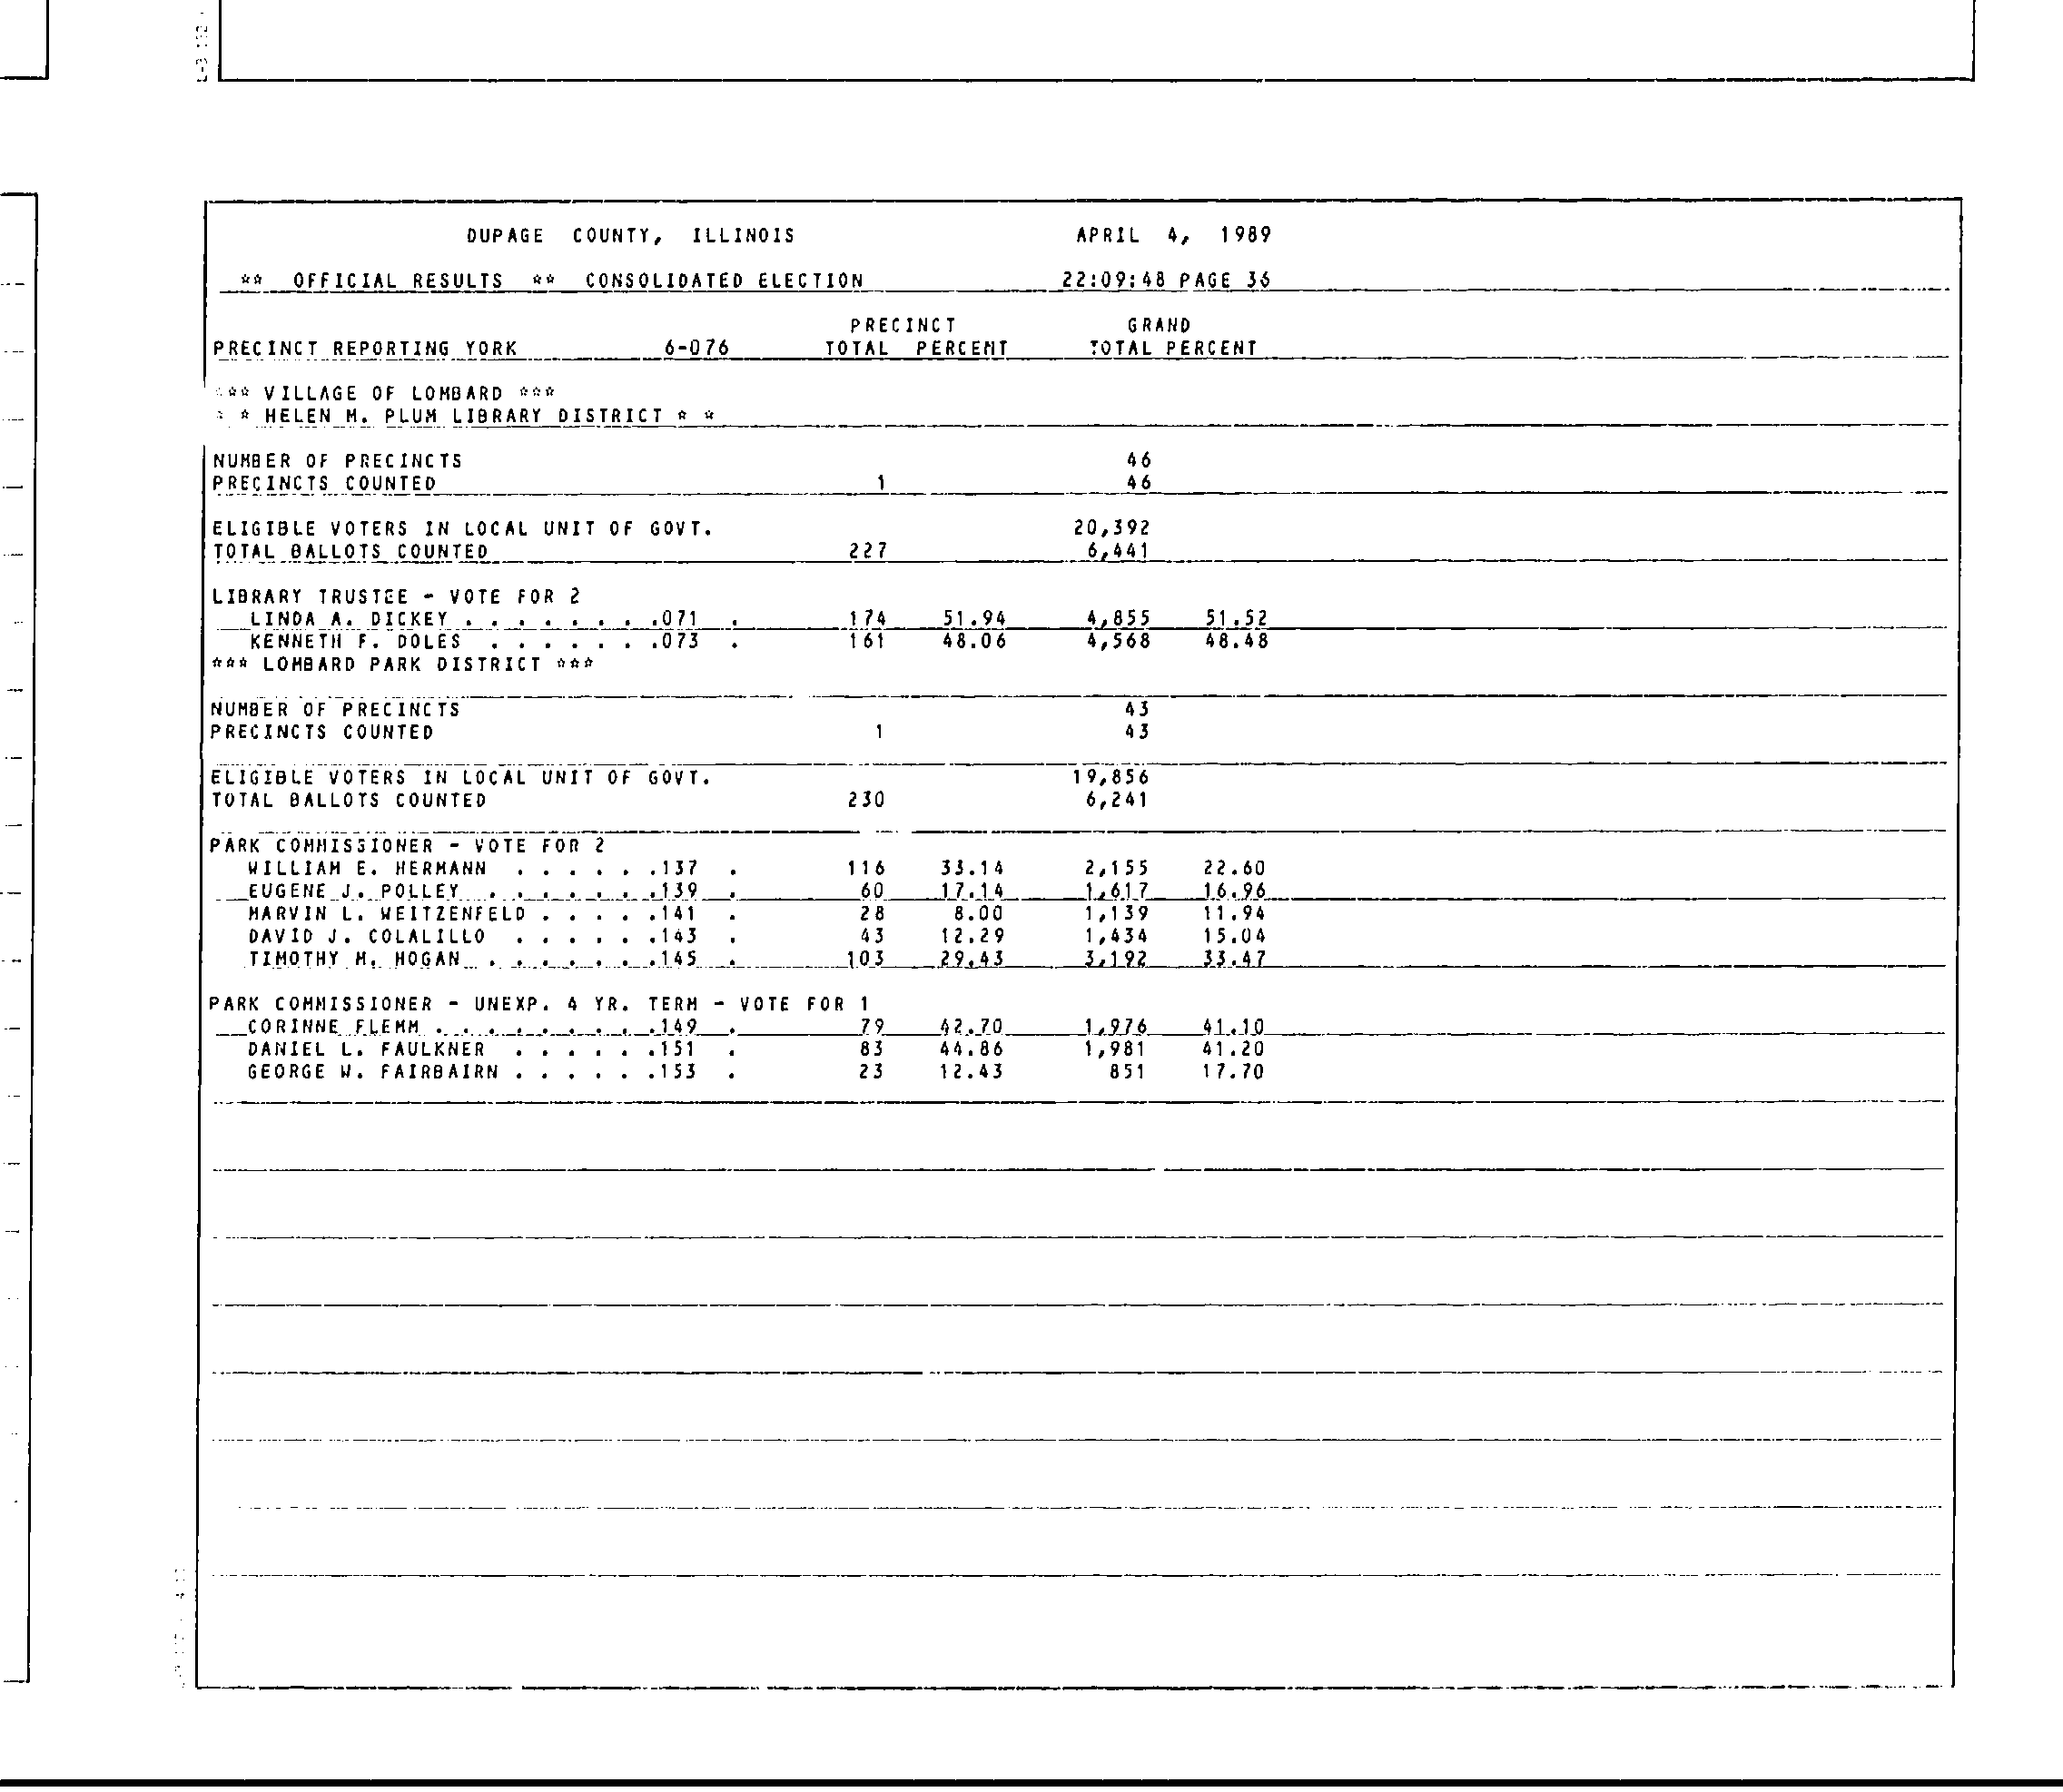 DUPAGE COUNTY, ILLINOIS APRIL 4, 1989
** OFFICIAL RESULTS ** CONSOLIDATED ELECTION 22:09:48 PAGE 36
PRECINCT GRAND
PRECINCT REPORTING YORK 6-076 TOTAL PERCENT TOTAL PERCENT
*** VILLAGE OF LOMBARD ***
* * HELEN M. PLUM LIBRARY DISTRICT * *
NUMBER OF PRECINCTS 46
PRECINCTS COUNTED 1 46
ELIGIBLE VOTERS IN LOCAL UNIT OF GOVT. 20,392
TOTAL BALLOTS COUNTED 227 6,441
LIBRARY TRUSTEE - VOTE FOR 2
LINDA A. DICKEY . . . . . . . .071 . 174 51.94 4,855 51.52
KENNETH F. DOLES . . . . . . .073 . 161 48.06 4,568 48.48
*** LOMBARD PARK DISTRICT ***
NUMBER OF PRECINCTS 43
PRECINCTS COUNTED 1 43
ELIGIBLE VOTERS IN LOCAL UNIT OF GOVT. 19,856
TOTAL BALLOTS COUNTED 230 6,241
PARK COMMISSIONER - VOTE FOR 2
WILLIAM E. HERMANN . . . . . .137 . 116 33.14 2,155 22.60
EUGENE J. POLLEY . . . . . . .139 . 60 17.14 1,617 16.96
MARVIN L. WEITZENFELD . . . . .141 . 28 8.00 1,139 11.94
DAVID J. COLALILLO . . . . . .143 . 43 12.29 1,434 15.04
TIMOTHY M. HOGAN . . . . . . .145 . 103 29.43 3,192 33.47
PARK COMMISSIONER - UNEXP. 4 YR. TERM - VOTE FOR 1
CORINNE FLEMM . . . . . . . . .149 . 79 42.70 1,976 41.10
DANIEL L. FAULKNER . . . . . .151 . 83 44.86 1,981 41.20
GEORGE W. FAIRBAIRN . . . . . .153 . 23 12.43 851 17.70